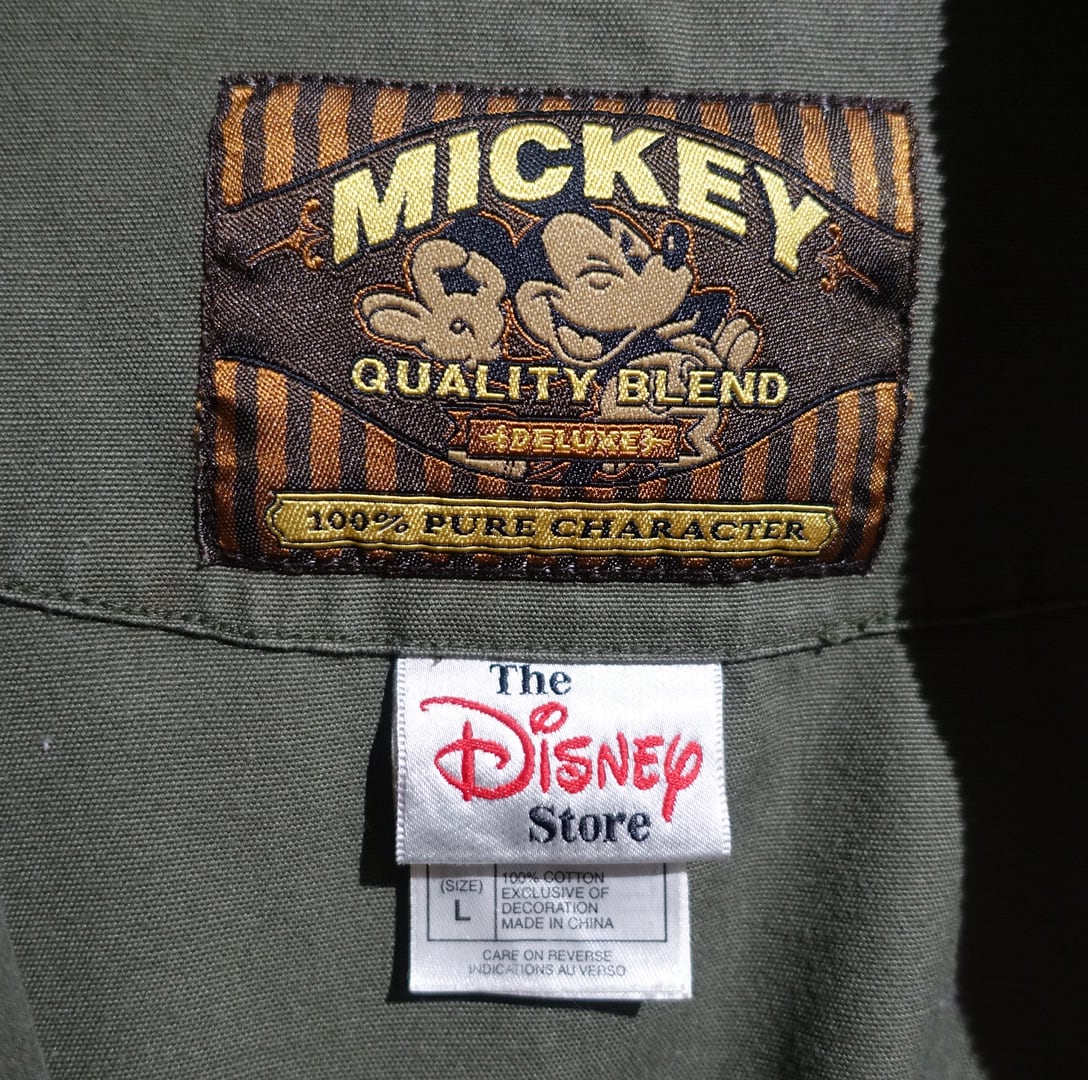 MICKEY
QUALITY BLEND
DELUXE
100% PURE CHARACTER
The
Disney
Store
(SIZE)
L
100% COTTON
EXCLUSIVE OF
DECORATION
MADE IN CHINA
CARE ON REVERSE
INDICATIONS AU VERSO